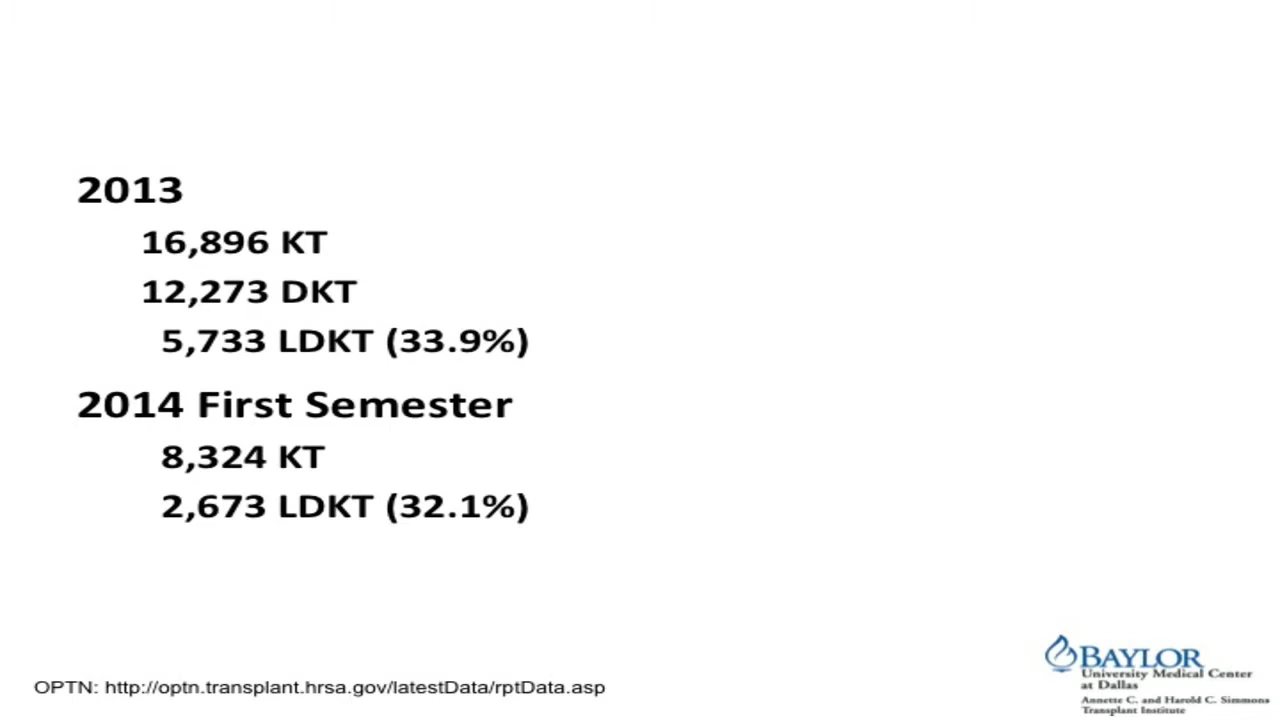 2013
16,896 KT
12,273 DKT
5,733 LDKT (33.9%)
2014 First Semester
8,324 KT
2,673 LDKT (32.1%)
OPTN: http://optn.transplant.hrsa.gov/latestData/rptData.asp
BAYLOR
University Medical Center
at Dallas
Annette C. and Harold C. Simmons
Transplant Institute